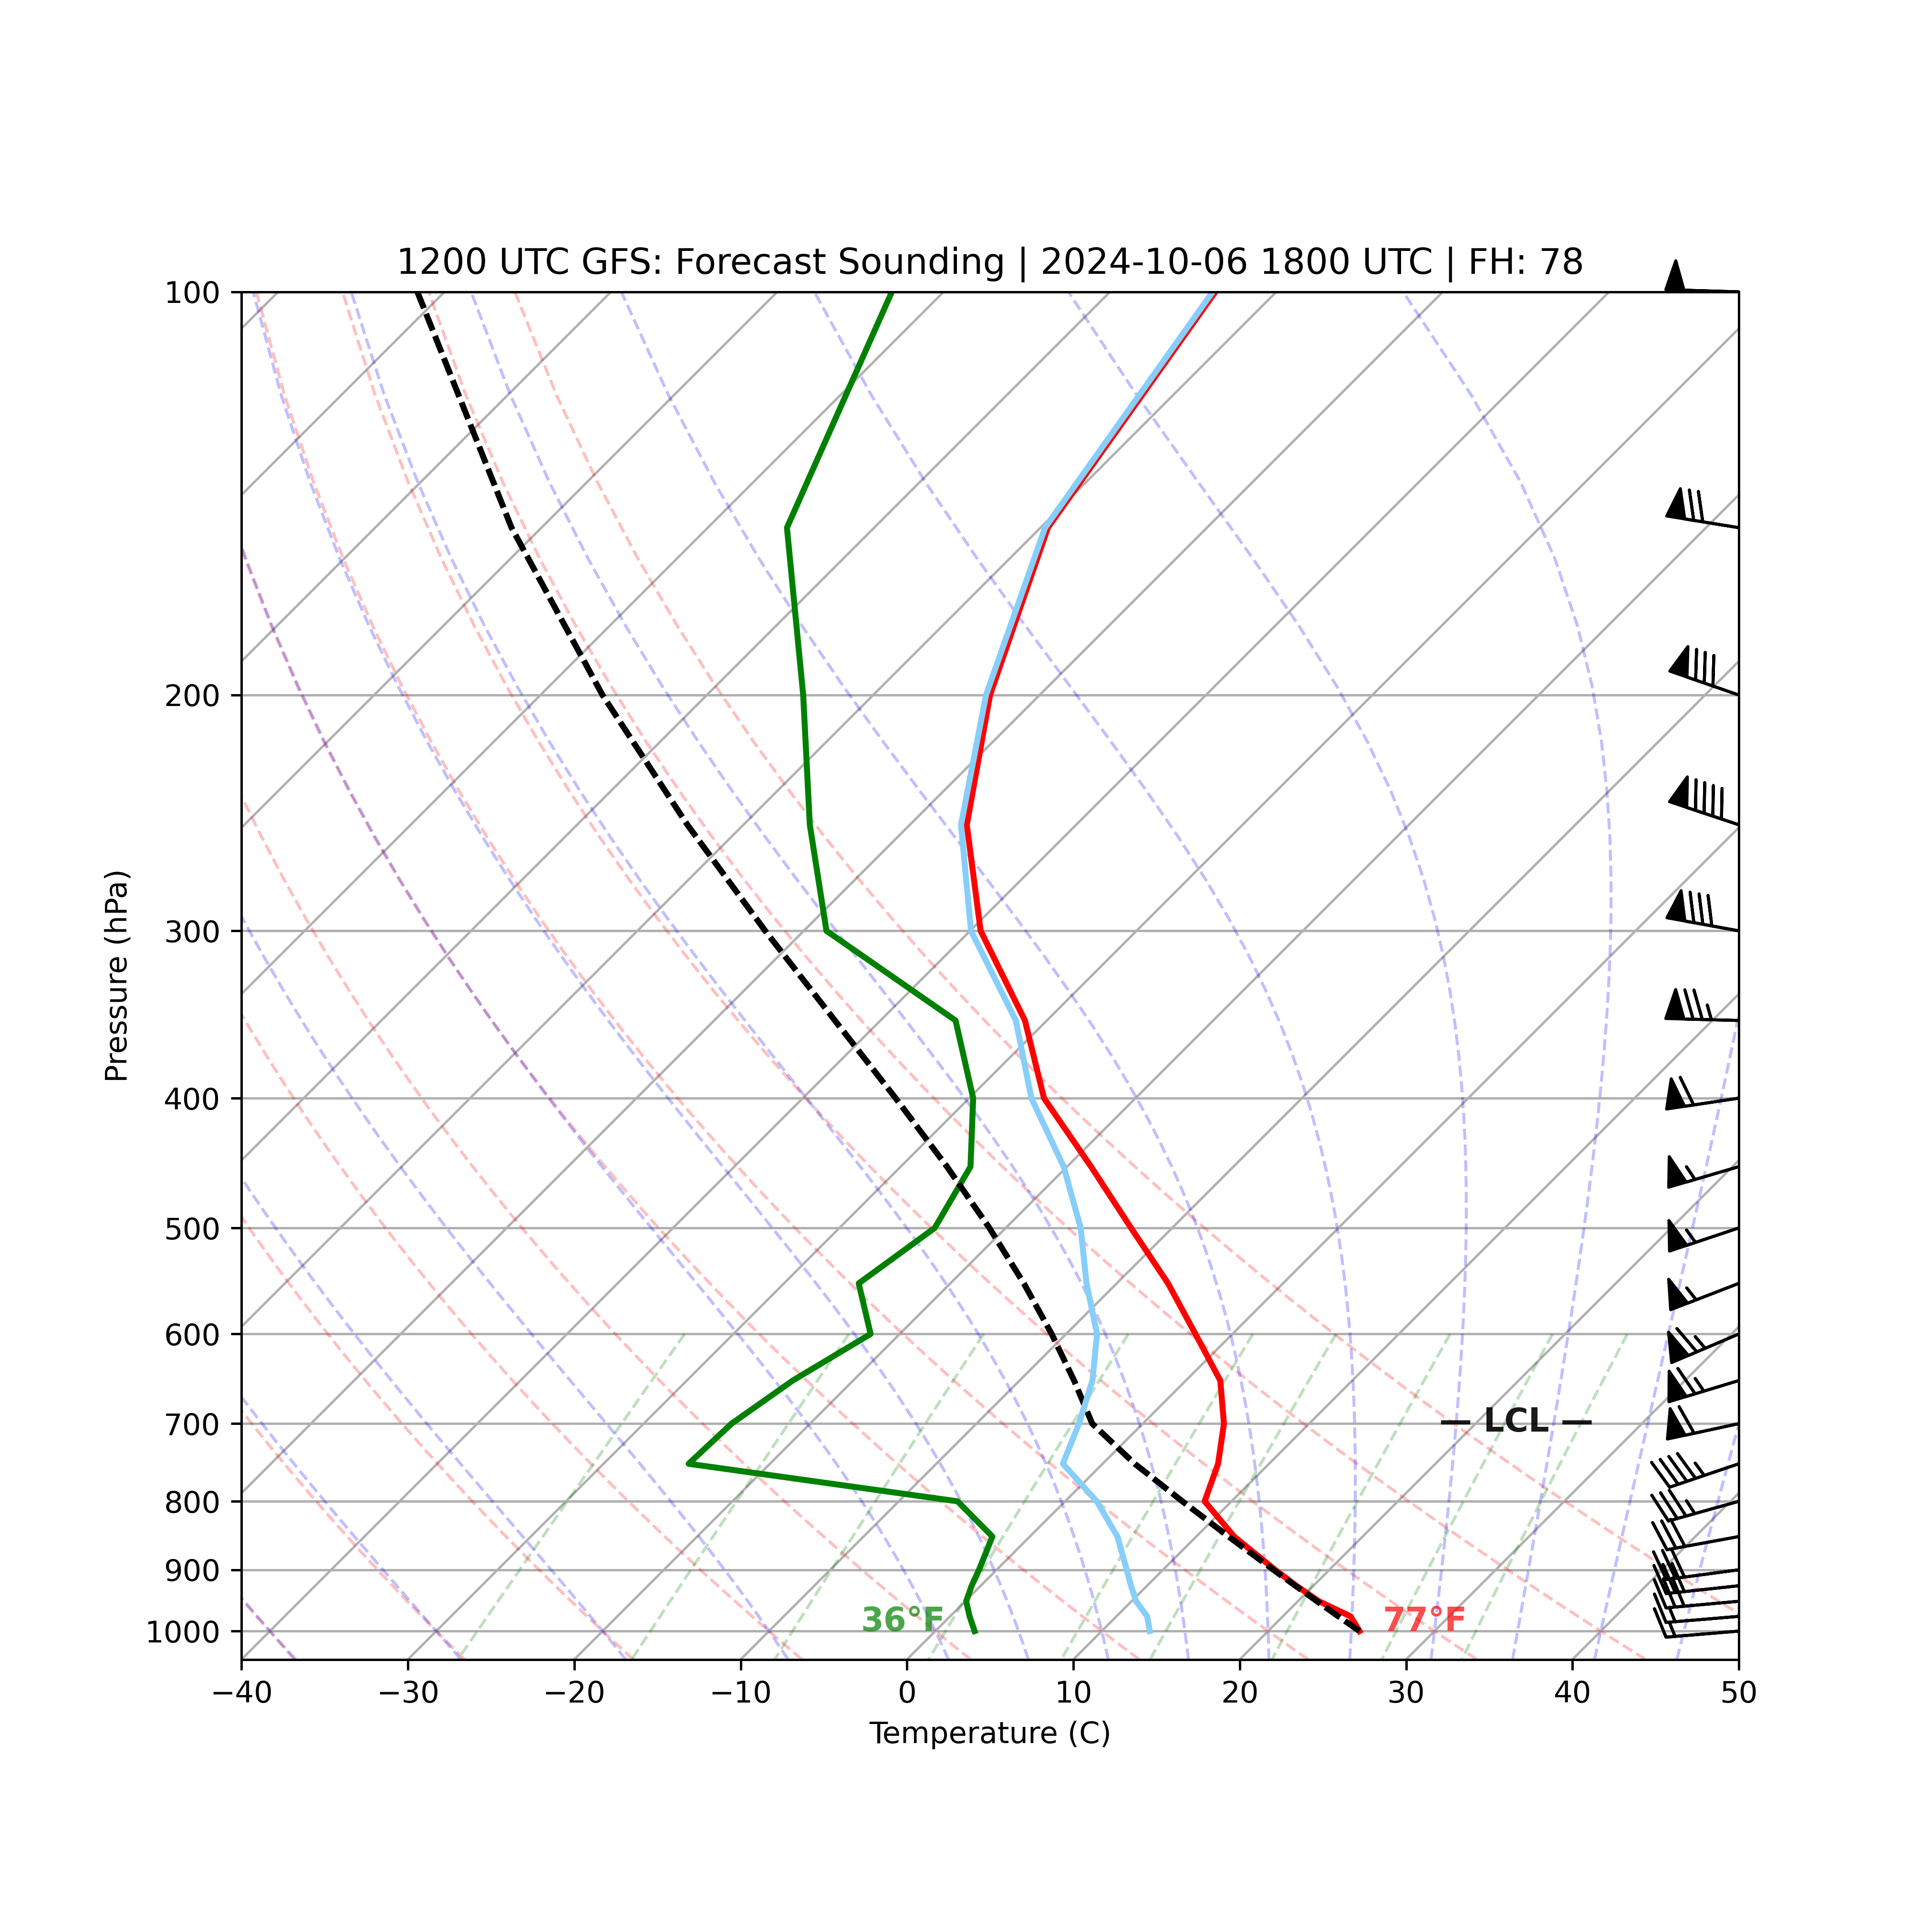 1200 UTC GFS: Forecast Sounding | 2024-10-06 1800 UTC | FH: 78
100
200
300
400
500
600
700
800
900
1000
Pressure (hPa)
LCL
36°F
77°F
−40 −30 −20 −10 0 10 20 30 40 50
Temperature (C)